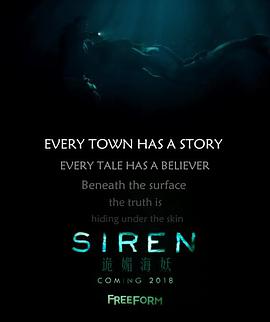 EVERY TOWN HAS A STORY
EVERY TALE HAS A BELIEVER
Beneath the surface
the truth is
hiding under the skin
SIREN
诡媚海妖
COMING 2018
FREEFORM